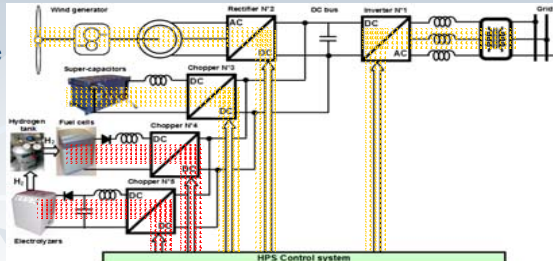 Wind generator
Rectifier N°2
DC bus
Inverter N°1
Grid
AC
DC
DC
AC
Super-capacitors
Chopper N°3
DC
DC
Hydrogen
tank
Fuel cells
Chopper N°4
H₂
DC
DC
H₂
Chopper N°5
DC
DC
Electrolyzers
HPS Control system